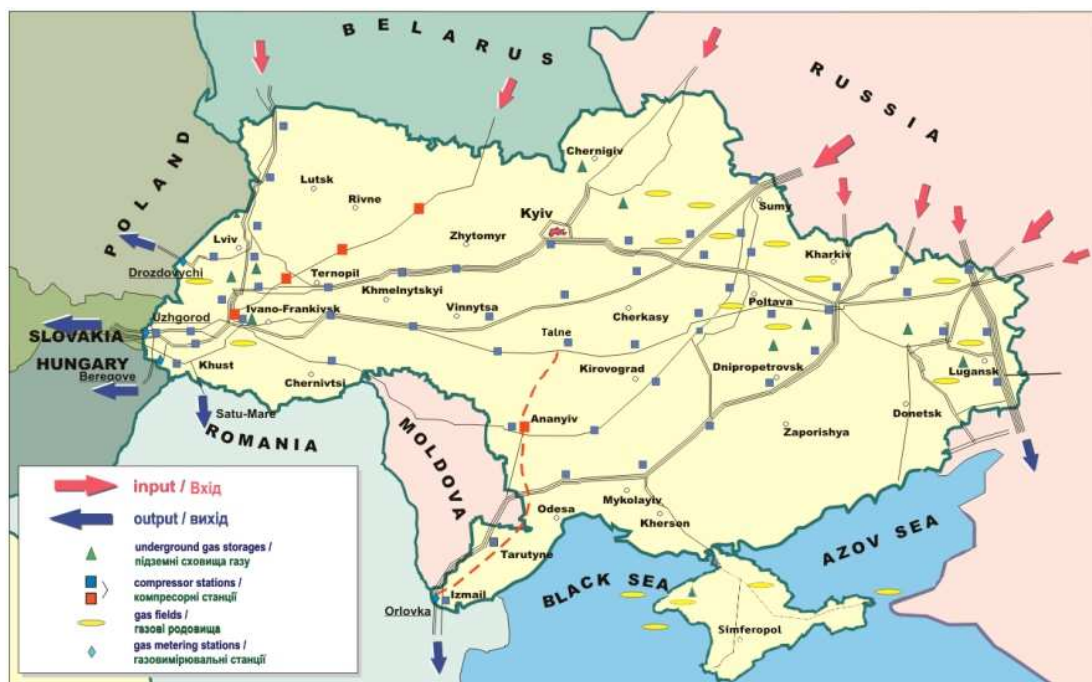 BELARUS
RUSSIA
POLAND
Chernigiv
Lutsk
Rivne
Sumy
Kyiv
Lviv
Zhytomyr
Kharkiv
Drozdovychi
Ternopil
Khmelnytskyi
Ivano-Frankivsk
Vinnytsa
Cherkasy
Poltava
Uzhgorod
SLOVAKIA
HUNGARY
Talne
Khust
Beregove
Chernivtsi
Kirovograd
Dnipropetrovsk
Lugansk
Satu-Mare
ROMANIA
MOLDOVA
Ananyiv
Donetsk
Zaporishya
Mykolayiv
Odesa
Kherson
Tarutyne
AZOV SEA
BLACK SEA
Izmail
Orlovka
Simferopol
input / Вхід
output / вихід
underground gas storages /
підземні сховища газу
compressor stations /
компресорні станції
gas fields /
газові родовища
gas metering stations /
газовимірювальні станції